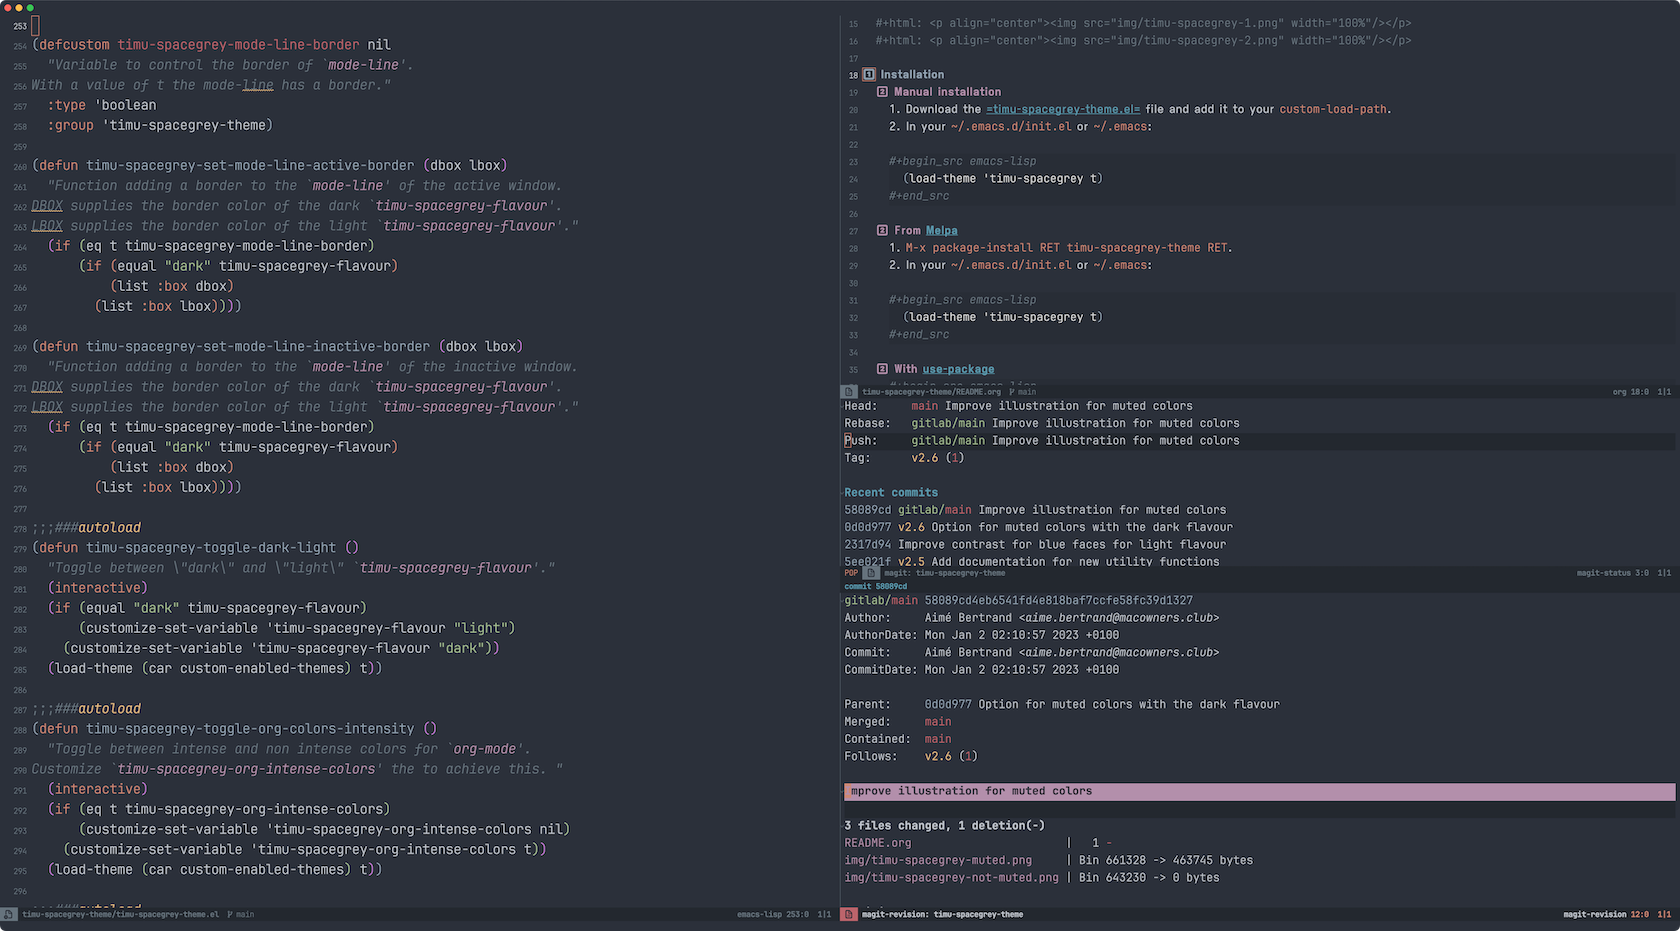 253
254 (defcustom timu-spacegrey-mode-line-border nil
255   "Variable to control the border of `mode-line'.
256 With a value of t the mode-line has a border."
257   :type 'boolean
258   :group 'timu-spacegrey-theme)
259
260 (defun timu-spacegrey-set-mode-line-active-border (dbox lbox)
261   "Function adding a border to the `mode-line' of the active window.
262 DBOX supplies the border color of the dark `timu-spacegrey-flavour'.
263 LBOX supplies the border color of the light `timu-spacegrey-flavour'."
264   (if (eq t timu-spacegrey-mode-line-border)
265       (if (equal "dark" timu-spacegrey-flavour)
266           (list :box dbox)
267         (list :box lbox))))
268
269 (defun timu-spacegrey-set-mode-line-inactive-border (dbox lbox)
270   "Function adding a border to the `mode-line' of the inactive window.
271 DBOX supplies the border color of the dark `timu-spacegrey-flavour'.
272 LBOX supplies the border color of the light `timu-spacegrey-flavour'."
273   (if (eq t timu-spacegrey-mode-line-border)
274       (if (equal "dark" timu-spacegrey-flavour)
275           (list :box dbox)
276         (list :box lbox))))
277
278 ;;;###autoload
279 (defun timu-spacegrey-toggle-dark-light ()
280   "Toggle between \"dark\" and \"light\" `timu-spacegrey-flavour'."
281   (interactive)
282   (if (equal "dark" timu-spacegrey-flavour)
283       (customize-set-variable 'timu-spacegrey-flavour "light")
284     (customize-set-variable 'timu-spacegrey-flavour "dark"))
285   (load-theme (car custom-enabled-themes) t))
286
287 ;;;###autoload
288 (defun timu-spacegrey-toggle-org-colors-intensity ()
289   "Toggle between intense and non intense colors for `org-mode'.
290 Customize `timu-spacegrey-org-intense-colors' the to achieve this. "
291   (interactive)
292   (if (eq t timu-spacegrey-org-intense-colors)
293       (customize-set-variable 'timu-spacegrey-org-intense-colors nil)
294     (customize-set-variable 'timu-spacegrey-org-intense-colors t))
295   (load-theme (car custom-enabled-themes) t))
296
;;;###autoload
timu-spacegrey-theme/timu-spacegrey-theme.el main emacs-lisp 253:0 1|1
15 #+html: <p align="center"><img src="img/timu-spacegrey-1.png" width="100%"/></p>
16 #+html: <p align="center"><img src="img/timu-spacegrey-2.png" width="100%"/></p>
17
18 1 Installation
19 2 Manual Installation
20 1. Download the =timu-spacegrey-theme.el= file and add it to your custom-load-path.
21 2. In your ~/.emacs.d/init.el or ~/.emacs:
22
23 #+begin_src emacs-lisp
24 (load-theme 'timu-spacegrey t)
25 #+end_src
26
27 2 From Melpa
28 1. M-x package-install RET timu-spacegrey-theme RET.
29 2. In your ~/.emacs.d/init.el or ~/.emacs:
30
31 #+begin_src emacs-lisp
32 (load-theme 'timu-spacegrey t)
33 #+end_src
34
35 2 With use-package
#+begin_src emacs-lisp
timu-spacegrey-theme/README.org main org 18:0 1|1
Head: main Improve illustration for muted colors
Rebase: gitlab/main Improve illustration for muted colors
Push: gitlab/main Improve illustration for muted colors
Tag: v2.6 (1)
Recent commits
58089cd gitlab/main Improve illustration for muted colors
0d0d977 v2.6 Option for muted colors with the dark flavour
2317d94 Improve contrast for blue faces for light flavour
5ee021f v2.5 Add documentation for new utility functions
POP magit: timu-spacegrey-theme magit-status 3:0 1|1
commit 58089cd
gitlab/main 58089cd4eb6541fd4e818baf7ccfe58fc39d1327
Author: Aimé Bertrand <aime.bertrand@macowners.club>
AuthorDate: Mon Jan 2 02:10:57 2023 +0100
Commit: Aimé Bertrand <aime.bertrand@macowners.club>
CommitDate: Mon Jan 2 02:10:57 2023 +0100
Parent: 0d0d977 Option for muted colors with the dark flavour
Merged: main
Contained: main
Follows: v2.6 (1)
mprove illustration for muted colors
3 files changed, 1 deletion(-)
README.org | 1 -
img/timu-spacegrey-muted.png | Bin 661328 -> 463745 bytes
img/timu-spacegrey-not-muted.png | Bin 643230 -> 0 bytes
magit-revision: timu-spacegrey-theme magit-revision 12:0 1|1